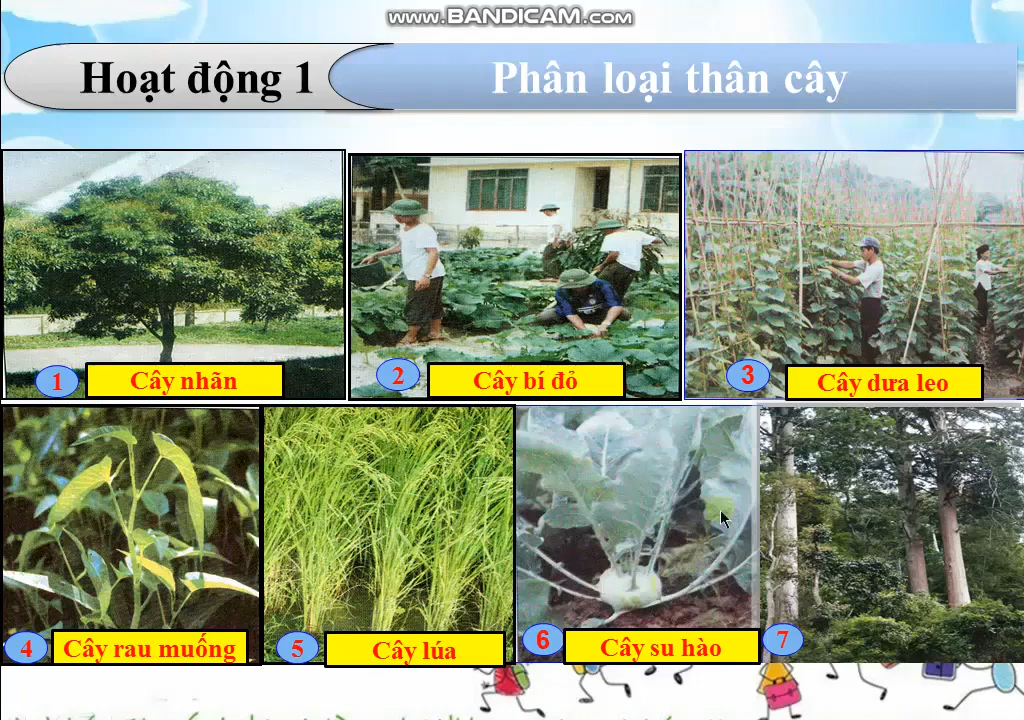 www.BANDICAM.com
Hoạt động 1
Phân loại thân cây
1
Cây nhãn
2
Cây bí đỏ
3
Cây dưa leo
4
Cây rau muống
5
Cây lúa
6
Cây su hào
7